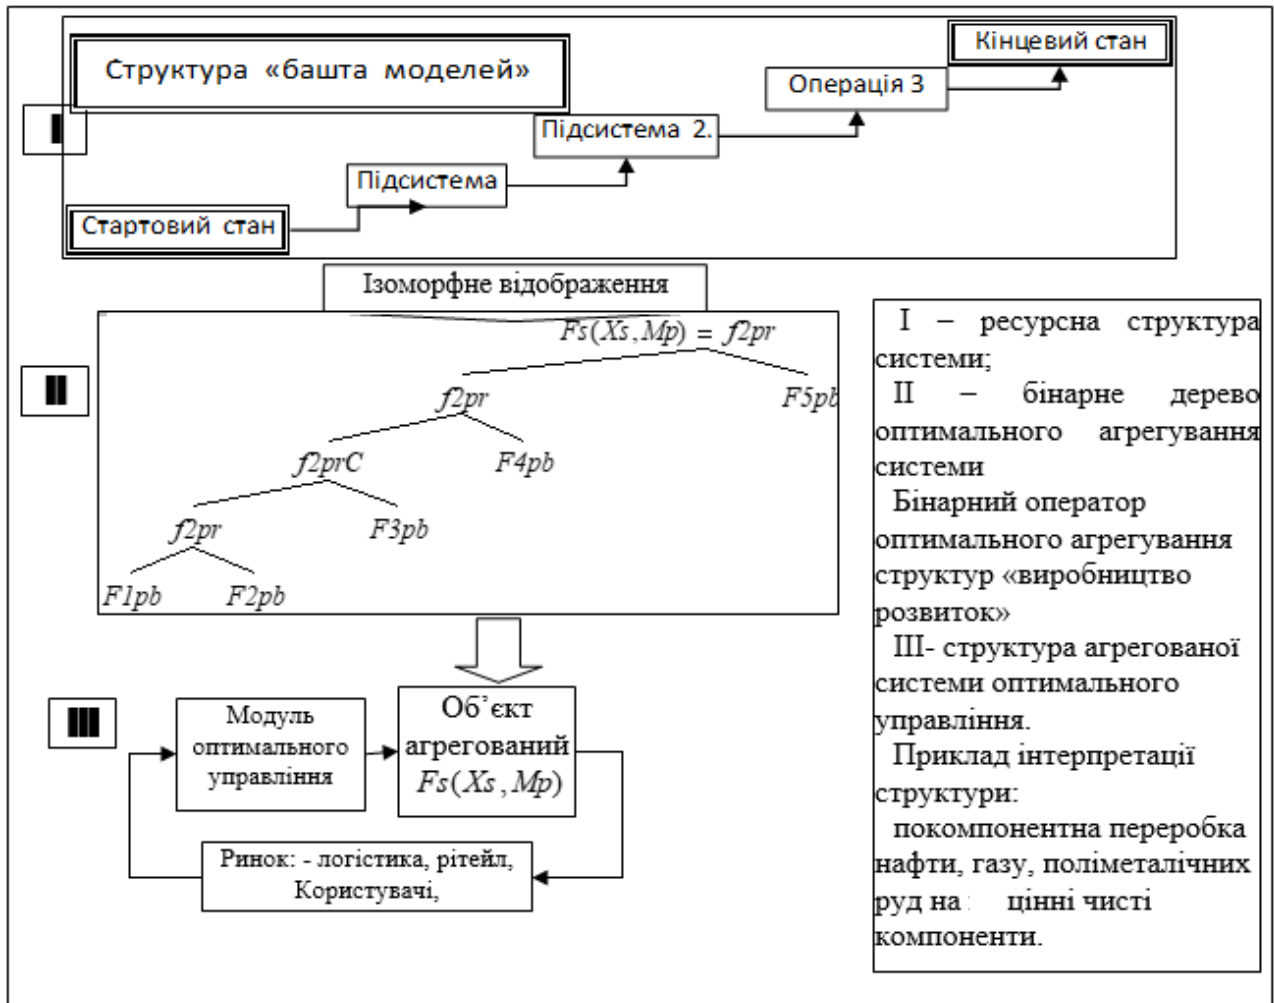 Кінцевий стан
Структура «башта моделей»
Операція 3
I
Підсистема 2.
Підсистема
Стартовий стан
Ізоморфне відображення
Fs(Xs,Mp) = f2pr
II
f2pr
F5pb
f2prC
F4pb
f2pr
F3pb
F1pb
F2pb
III
Модуль
оптимального
управління
Об’єкт
агрегований
Fs(Xs,Mp)
Ринок: - логістика, рітейл,
Користувачі,
I – ресурсна структура
системи;
II – бінарне дерево
оптимального агрегування
системи
Бінарний оператор
оптимального агрегування
структур «виробництво
розвиток»
III- структура агрегованої
системи оптимального
управління.
Приклад інтерпретації
структури:
покомпонентна переробка
нафти, газу, поліметалічних
руд на : цінні чисті
компоненти.